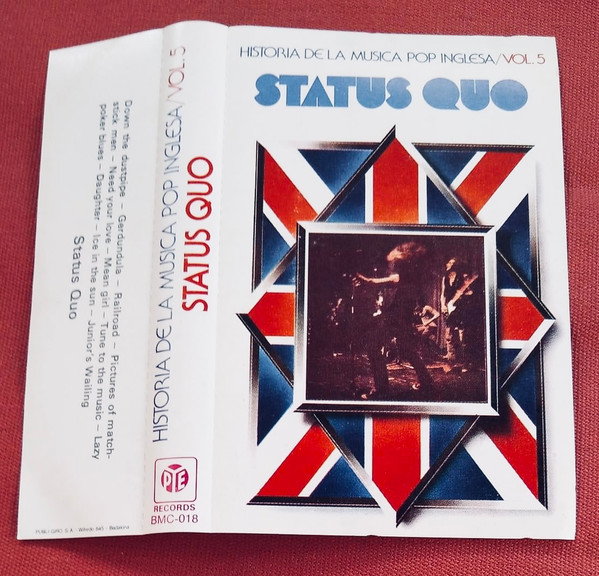 HISTORIA DE LA MUSICA POP INGLESA/VOL. 5
STATUS QUO
HISTORIA DE LA MUSICA POP INGLESA/VOL. 5
STATUS QUO
PYE
RECORDS
BMC-018
Down the dustpipe – Gerdundula – Railroad – Pictures of match-
stick men – Need your love – Mean girl – Tune to the music – Lazy
poker blues – Daughter – Ice in the sun – Junior's Wailing
Status Quo